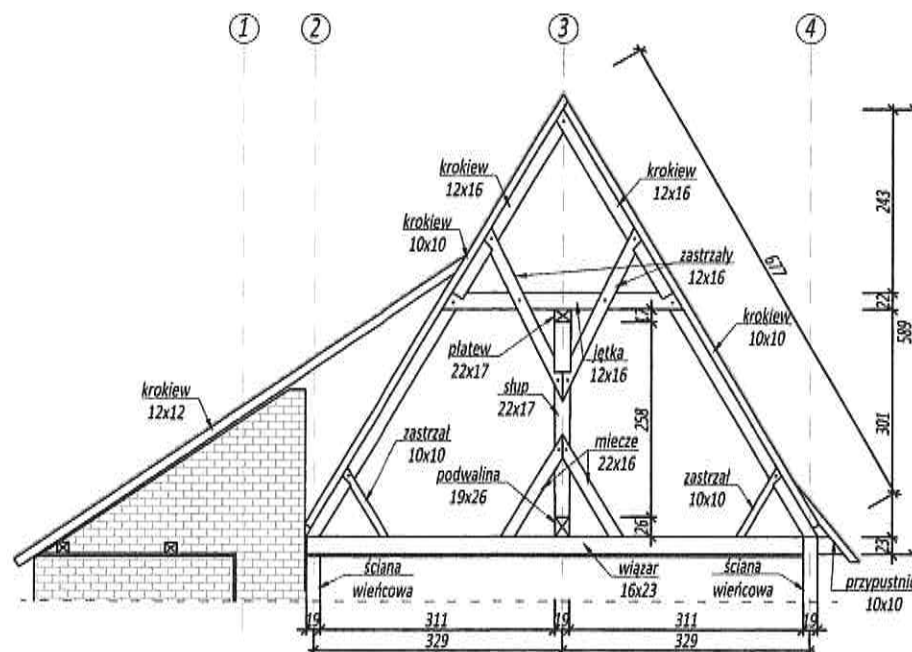 1
2
3
4
krokiew
12x16
krokiew
12x16
krokiew
10x10
zastrzały
12x16
677
243
22
589
301
23
krokiew
10x10
17
płatew
22x17
jętka
12x16
krokiew
12x12
słup
22x17
258
zastrzał
10x10
miecze
22x16
podwalina
19x26
zastrzał
10x10
26
ściana
wieńcowa
wiązar
16x23
ściana
wieńcowa
10x10
19
311
19
311
19
329
329